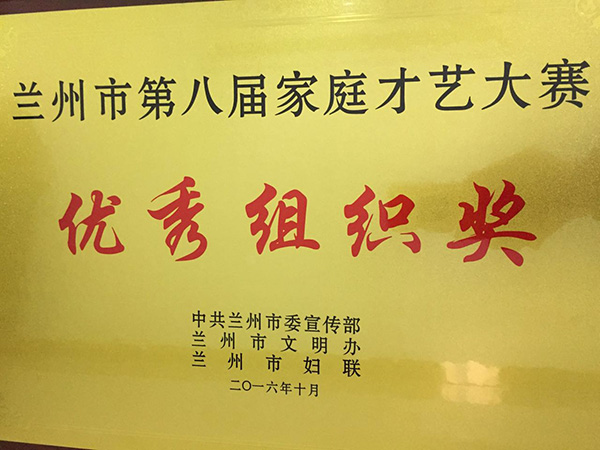 兰州市第八届家庭才艺大赛
优秀组织奖
中共兰州市委宣传部
兰州市文明办
兰州市妇联
二〇一六年十月